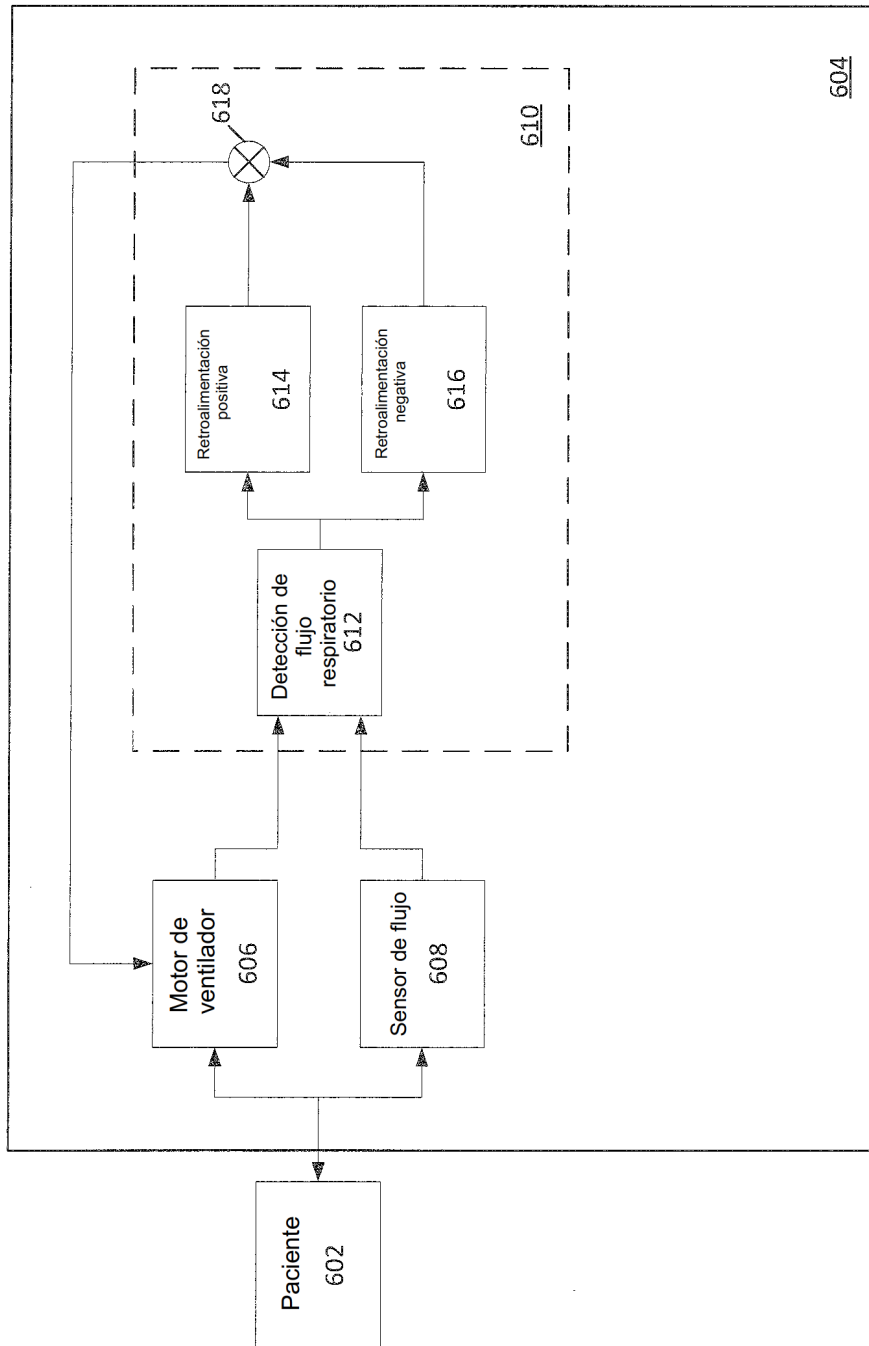 Paciente
602
Motor de
ventilador
606
Sensor de flujo
608
Detección de
flujo
respiratorio
612
Retroalimentación
positiva
614
Retroalimentación
negativa
616
618
610
604